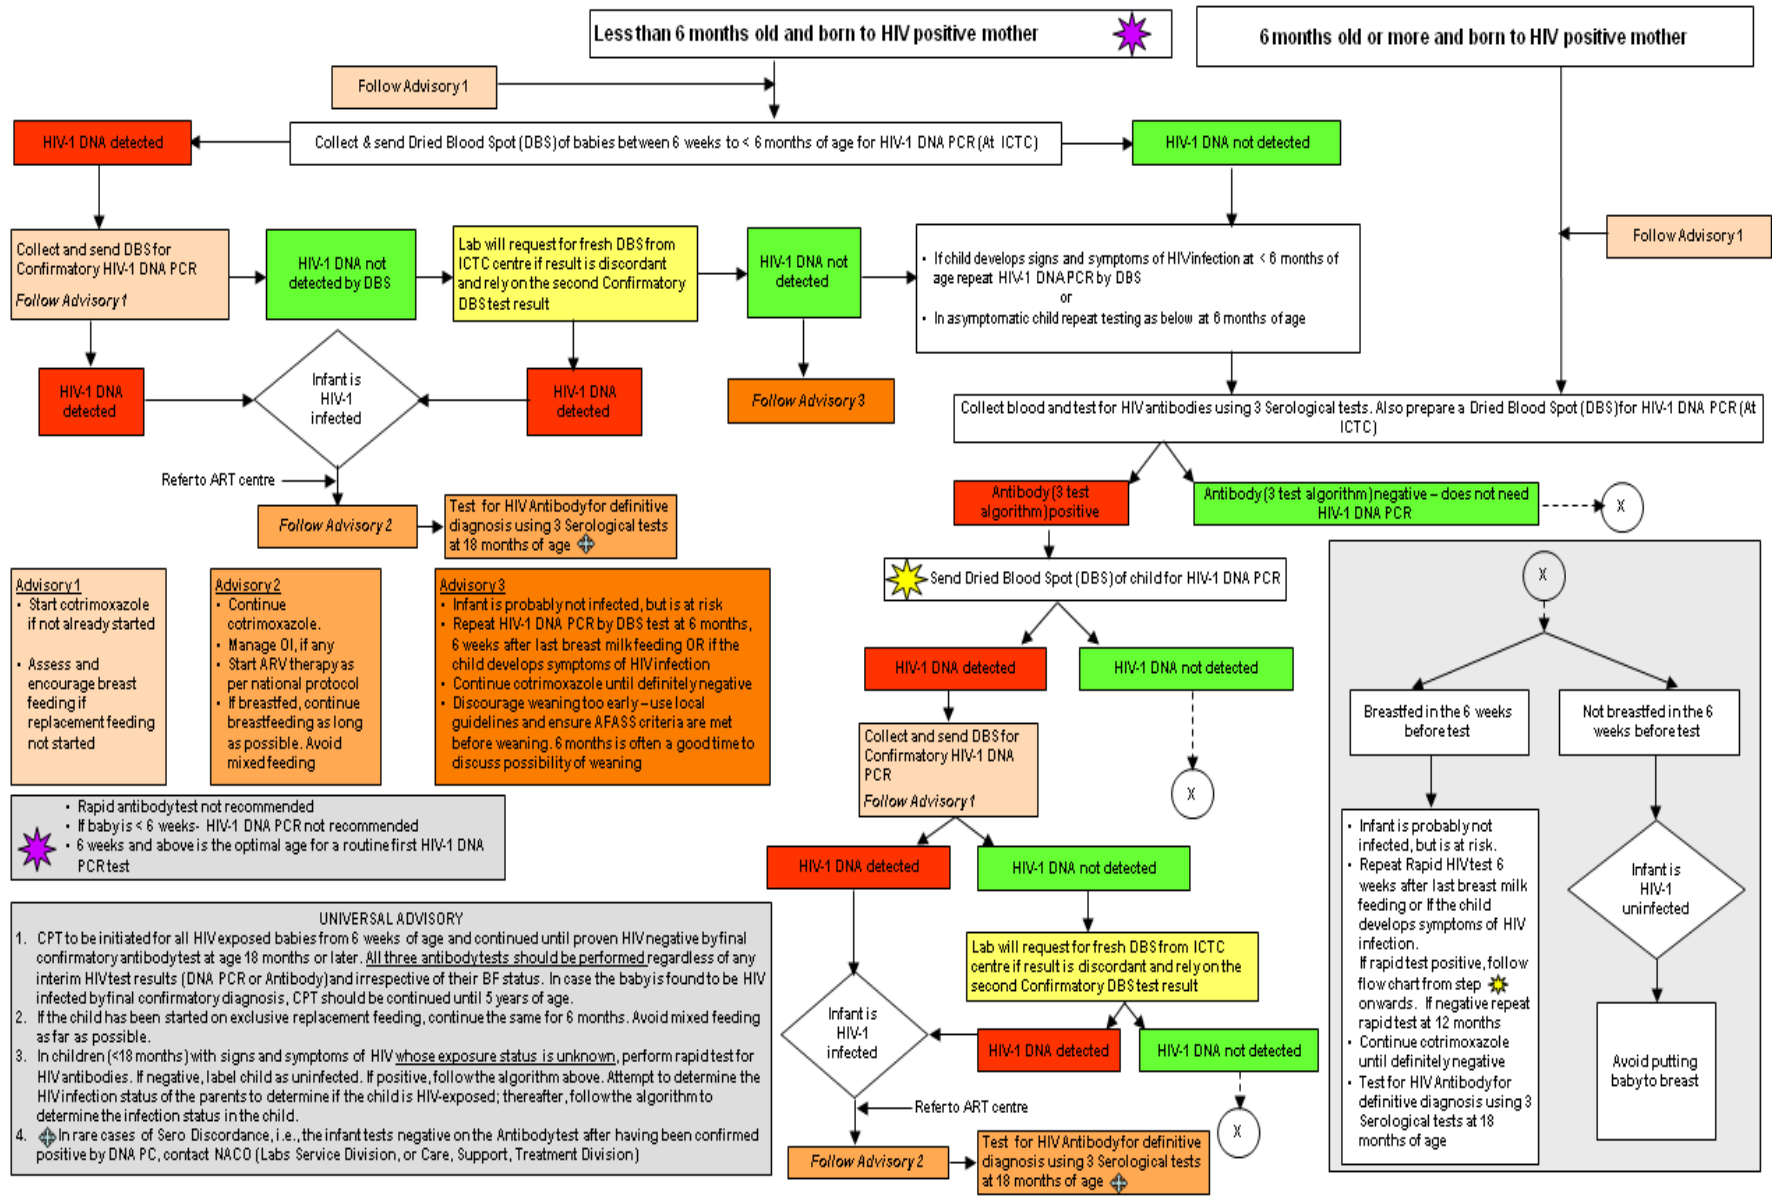 Less than 6 months old and born to HIV positive mother
6 months old or more and born to HIV positive mother
Follow Advisory 1
HIV-1 DNA detected
Collect & send Dried Blood Spot (DBS) of babies between 6 weeks to < 6 months of age for HIV-1 DNA PCR (At ICTC)
HIV-1 DNA not detected
Follow Advisory 1
Collect and send DBS for
Confirmatory HIV-1 DNA PCR
Follow Advisory 1
HIV-1 DNA not
detected by DBS
Lab will request for fresh DBS from
ICTC centre if result is discordant
and rely on the second Confirmatory
DBS test result
HIV-1 DNA not
detected
• If child develops signs and symptoms of HIV infection at < 6 months of
age repeat HIV-1 DNA PCR by DBS
or
• In asymptomatic child repeat testing as below at 6 months of age
HIV-1 DNA
detected
Infant is
HIV-1
infected
HIV-1 DNA
detected
Follow Advisory 3
Collect blood and test for HIV antibodies using 3 Serological tests. Also prepare a Dried Blood Spot (DBS) for HIV-1 DNA PCR (At
ICTC)
Refer to ART centre
Follow Advisory 2
Test for HIV Antibody for definitive
diagnosis using 3 Serological tests
at 18 months of age
Antibody (3 test
algorithm) positive
Antibody (3 test algorithm) negative – does not need
HIV-1 DNA PCR
X
Send Dried Blood Spot (DBS) of child for HIV-1 DNA PCR
HIV-1 DNA detected
HIV-1 DNA not detected
Collect and send DBS for
Confirmatory HIV-1 DNA
PCR
Follow Advisory 1
X
HIV-1 DNA detected
HIV-1 DNA not detected
Lab will request for fresh DBS from ICTC
centre if result is discordant and rely on the
second Confirmatory DBS test result
Infant is
HIV-1
infected
HIV-1 DNA detected
HIV-1 DNA not detected
Refer to ART centre
X
Follow Advisory 2
Test for HIV Antibody for definitive
diagnosis using 3 Serological tests
at 18 months of age
X
Breastfed in the 6 weeks
before test
Not breastfed in the 6
weeks before test
• Infant is probably not
infected, but is at risk.
• Repeat Rapid HIV test 6
weeks after last breast milk
feeding or If the child
develops symptoms of HIV
infection.
If rapid test positive, follow
flow chart from step
onwards. If negative repeat
rapid test at 12 months
• Continue cotrimoxazole
until definitely negative
• Test for HIV Antibody for
definitive diagnosis using 3
Serological tests at 18
months of age
Infant is
HIV-1
uninfected
Avoid putting
baby to breast
Advisory 1
• Start cotrimoxazole
if not already started
• Assess and
encourage breast
feeding if
replacement feeding
not started
Advisory 2
• Continue
cotrimoxazole.
• Manage OI, if any
• Start ARV therapy as
per national protocol
• If breastfed, continue
breastfeeding as long
as possible. Avoid
mixed feeding
Advisory 3
• Infant is probably not infected, but is at risk
• Repeat HIV-1 DNA PCR by DBS test at 6 months,
6 weeks after last breast milk feeding OR if the
child develops symptoms of HIV infection
• Continue cotrimoxazole until definitely negative
• Discourage weaning too early – use local
guidelines and ensure AFASS criteria are met
before weaning. 6 months is often a good time to
discuss possibility of weaning
• Rapid antibody test not recommended
• If baby is < 6 weeks- HIV-1 DNA PCR not recommended
• 6 weeks and above is the optimal age for a routine first HIV-1 DNA
PCR test
UNIVERSAL ADVISORY
1. CPT to be initiated for all HIV exposed babies from 6 weeks of age and continued until proven HIV negative by final
confirmatory antibody test at age 18 months or later. All three antibody tests should be performed regardless of any
interim HIV test results (DNA PCR or Antibody) and irrespective of their BF status. In case the baby is found to be HIV
infected by final confirmatory diagnosis, CPT should be continued until 5 years of age.
2. If the child has been started on exclusive replacement feeding, continue the same for 6 months. Avoid mixed feeding
as far as possible.
3. In children (<18 months) with signs and symptoms of HIV whose exposure status is unknown, perform rapid test for
HIV antibodies. If negative, label child as uninfected. If positive, follow the algorithm above. Attempt to determine the
HIV infection status of the parents to determine if the child is HIV-exposed; thereafter, follow the algorithm to
determine the infection status in the child.
4. In rare cases of Sero Discordance, i.e., the infant tests negative on the Antibody test after having been confirmed
positive by DNA PC, contact NACO (Labs Service Division, or Care, Support, Treatment Division)